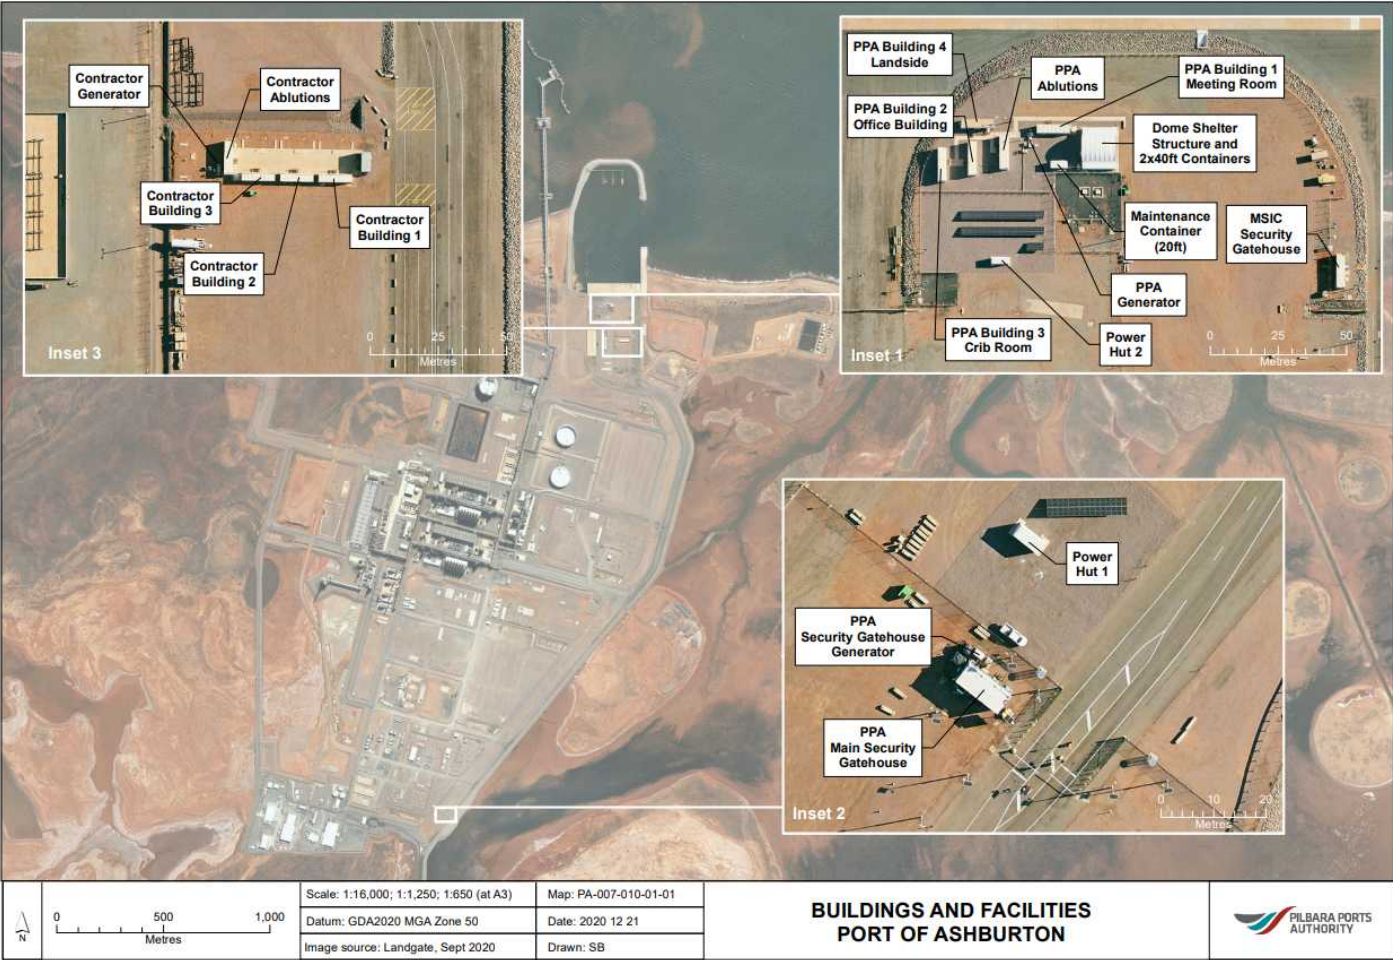 Contractor
Generator
Contractor
Ablutions
Contractor
Building 3
Contractor
Building 1
Contractor
Building 2
Inset 3
0 25 50
Metres
PPA Building 4
Landside
PPA
Ablutions
PPA Building 1
Meeting Room
PPA Building 2
Office Building
Dome Shelter
Structure and
2x40ft Containers
Maintenance
Container
(20ft)
MSIC
Security
Gatehouse
PPA
Generator
PPA Building 3
Crib Room
Power
Hut 2
Inset 1
0 25 50
Metres
Power
Hut 1
PPA
Security Gatehouse
Generator
PPA
Main Security
Gatehouse
Inset 2
0 10 20
Metres
N
0 500 1,000
Metres
Scale: 1:16,000; 1:1,250; 1:650 (at A3)
Datum: GDA2020 MGA Zone 50
Image source: Landgate, Sept 2020
Map: PA-007-010-01-01
Date: 2020 12 21
Drawn: SB
BUILDINGS AND FACILITIES
PORT OF ASHBURTON
PILBARA PORTS
AUTHORITY